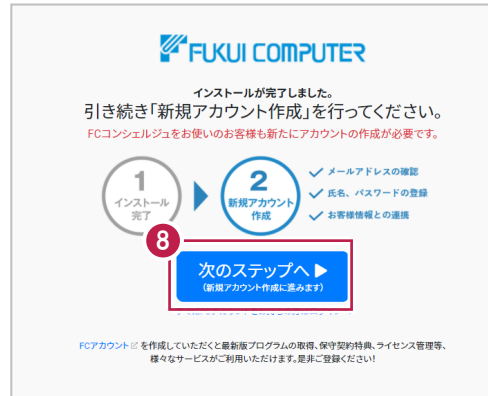 FUKUI COMPUTER
インストールが完了しました。
引き続き「新規アカウント作成」を行ってください。
FCコンシェルジュをお使いのお客様も新たにアカウントの作成が必要です。
1
インストール
完了
2
新規アカウント
作成
メールアドレスの確認
氏名、パスワードの登録
お客様情報との連携
8
次のステップへ
(新規アカウント作成に進みます)
FCアカウント を作成していただくと最新版プログラムの取得、保守契約特典、ライセンス管理等、
様々なサービスがご利用いただけます。是非ご登録ください!